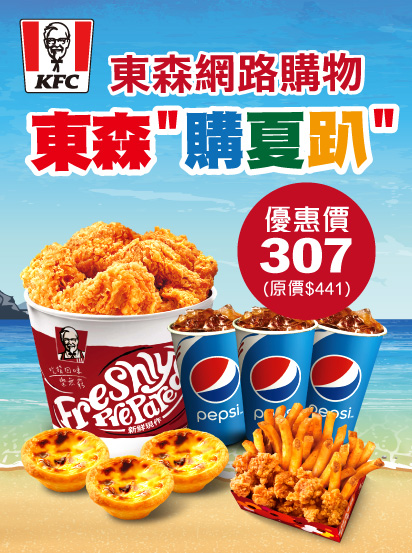 KFC
東森網路購物
東森"購夏趴"
優惠價
307
(原價$441)
Freshly
PrePared
新鮮現作
pepsi.
pepsi.
pepsi.